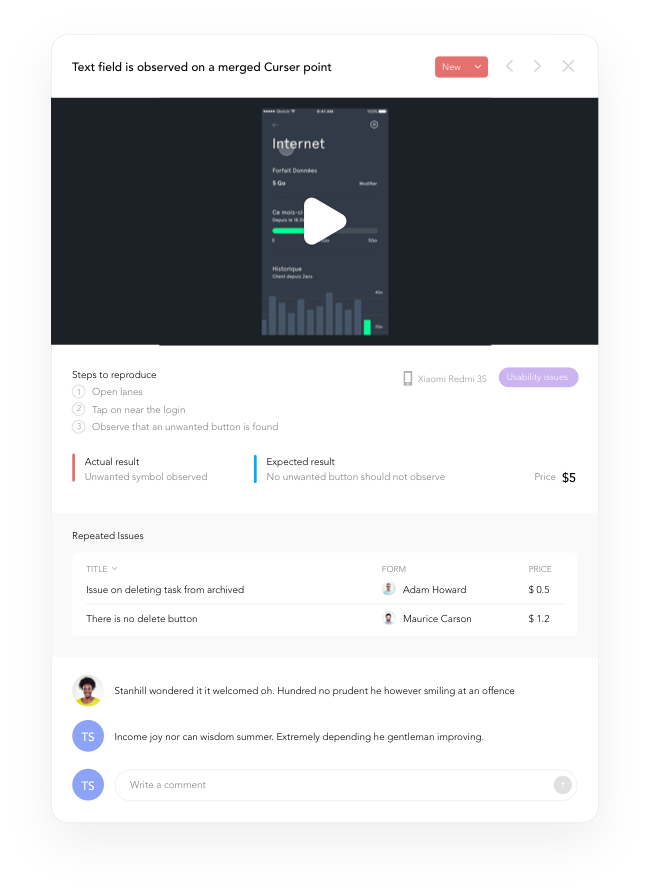 Text field is observed on a merged Curser point
New
Sketch
9:41 AM
100%
Internet
Forfait Données
5 Go
Modifier
Ce mois-ci
Depuis le
0
Historique
Client depuis 2ans
Steps to reproduce
Xiaomi Redmi 3S
Usability issues
1 Open lanes
2 Tap on near the login
3 Observe that an unwanted button is found
Actual result
Unwanted symbol observed
Expected result
No unwanted button should not observe
Price $5
Repeated Issues
TITLE FORM PRICE
Issue on deleting task from archived Adam Howard $ 0.5
There is no delete button Maurice Carson $ 1.2
Stanhill wondered it it welcomed oh. Hundred no prudent he however smiling at an offence
TS Income joy nor can wisdom summer. Extremely depending he gentleman improving.
TS Write a comment